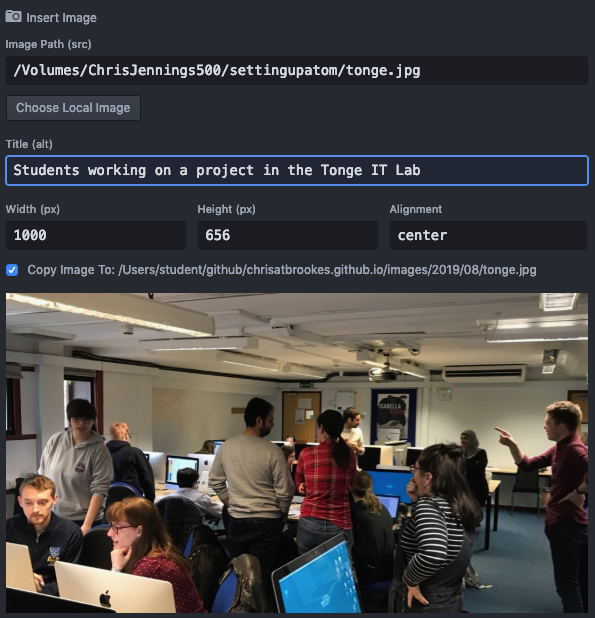 Insert Image
Image Path (src)
/Volumes/ChrisJennings500/settingupatom/tonge.jpg
Choose Local Image
Title (alt)
Students working on a project in the Tonge IT Lab
Width (px) Height (px) Alignment
1000 656 center
Copy Image To: /Users/student/github/chrisatbrookes.github.io/images/2019/08/tonge.jpg
ISABELLA